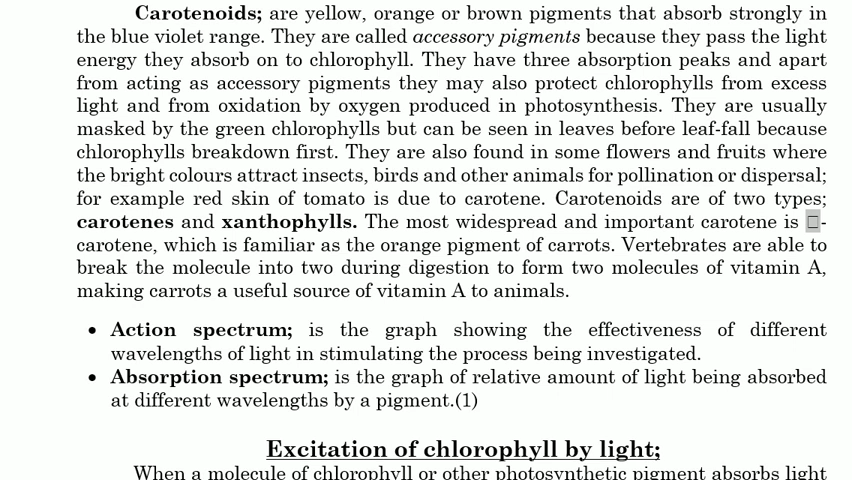 Carotenoids; are yellow, orange or brown pigments that absorb strongly in
the blue violet range. They are called accessory pigments because they pass the light
energy they absorb on to chlorophyll. They have three absorption peaks and apart
from acting as accessory pigments they may also protect chlorophylls from excess
light and from oxidation by oxygen produced in photosynthesis. They are usually
masked by the green chlorophylls but can be seen in leaves before leaf-fall because
chlorophylls breakdown first. They are also found in some flowers and fruits where
the bright colours attract insects, birds and other animals for pollination or dispersal;
for example red skin of tomato is due to carotene. Carotenoids are of two types;
carotenes and xanthophylls. The most widespread and important carotene is □-
carotene, which is familiar as the orange pigment of carrots. Vertebrates are able to
break the molecule into two during digestion to form two molecules of vitamin A,
making carrots a useful source of vitamin A to animals.
• Action spectrum; is the graph showing the effectiveness of different
wavelengths of light in stimulating the process being investigated.
• Absorption spectrum; is the graph of relative amount of light being absorbed
at different wavelengths by a pigment.(1)
Excitation of chlorophyll by light;
When a molecule of chlorophyll or other photosynthetic pigment absorbs light